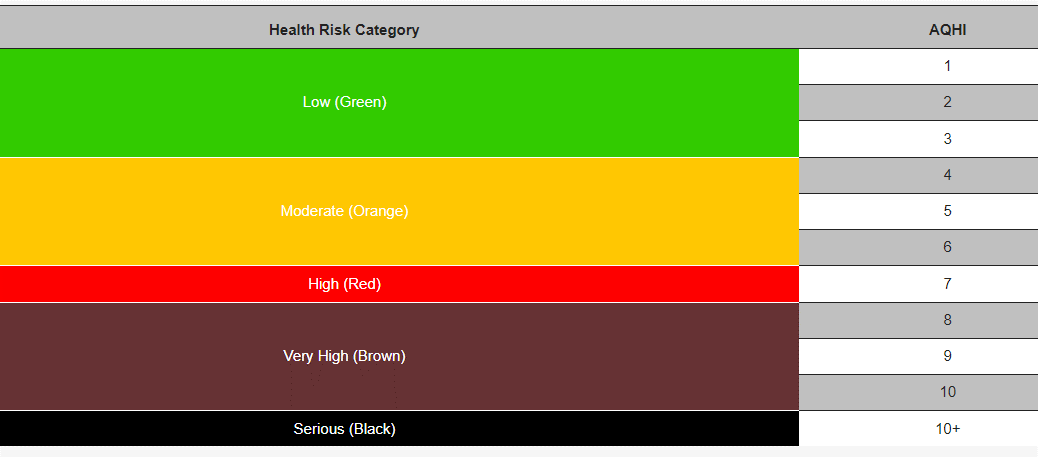 Health Risk Category AQHI
1
Low (Green) 2
3
4
Moderate (Orange) 5
6
High (Red) 7
8
Very High (Brown) 9
10
Serious (Black) 10+